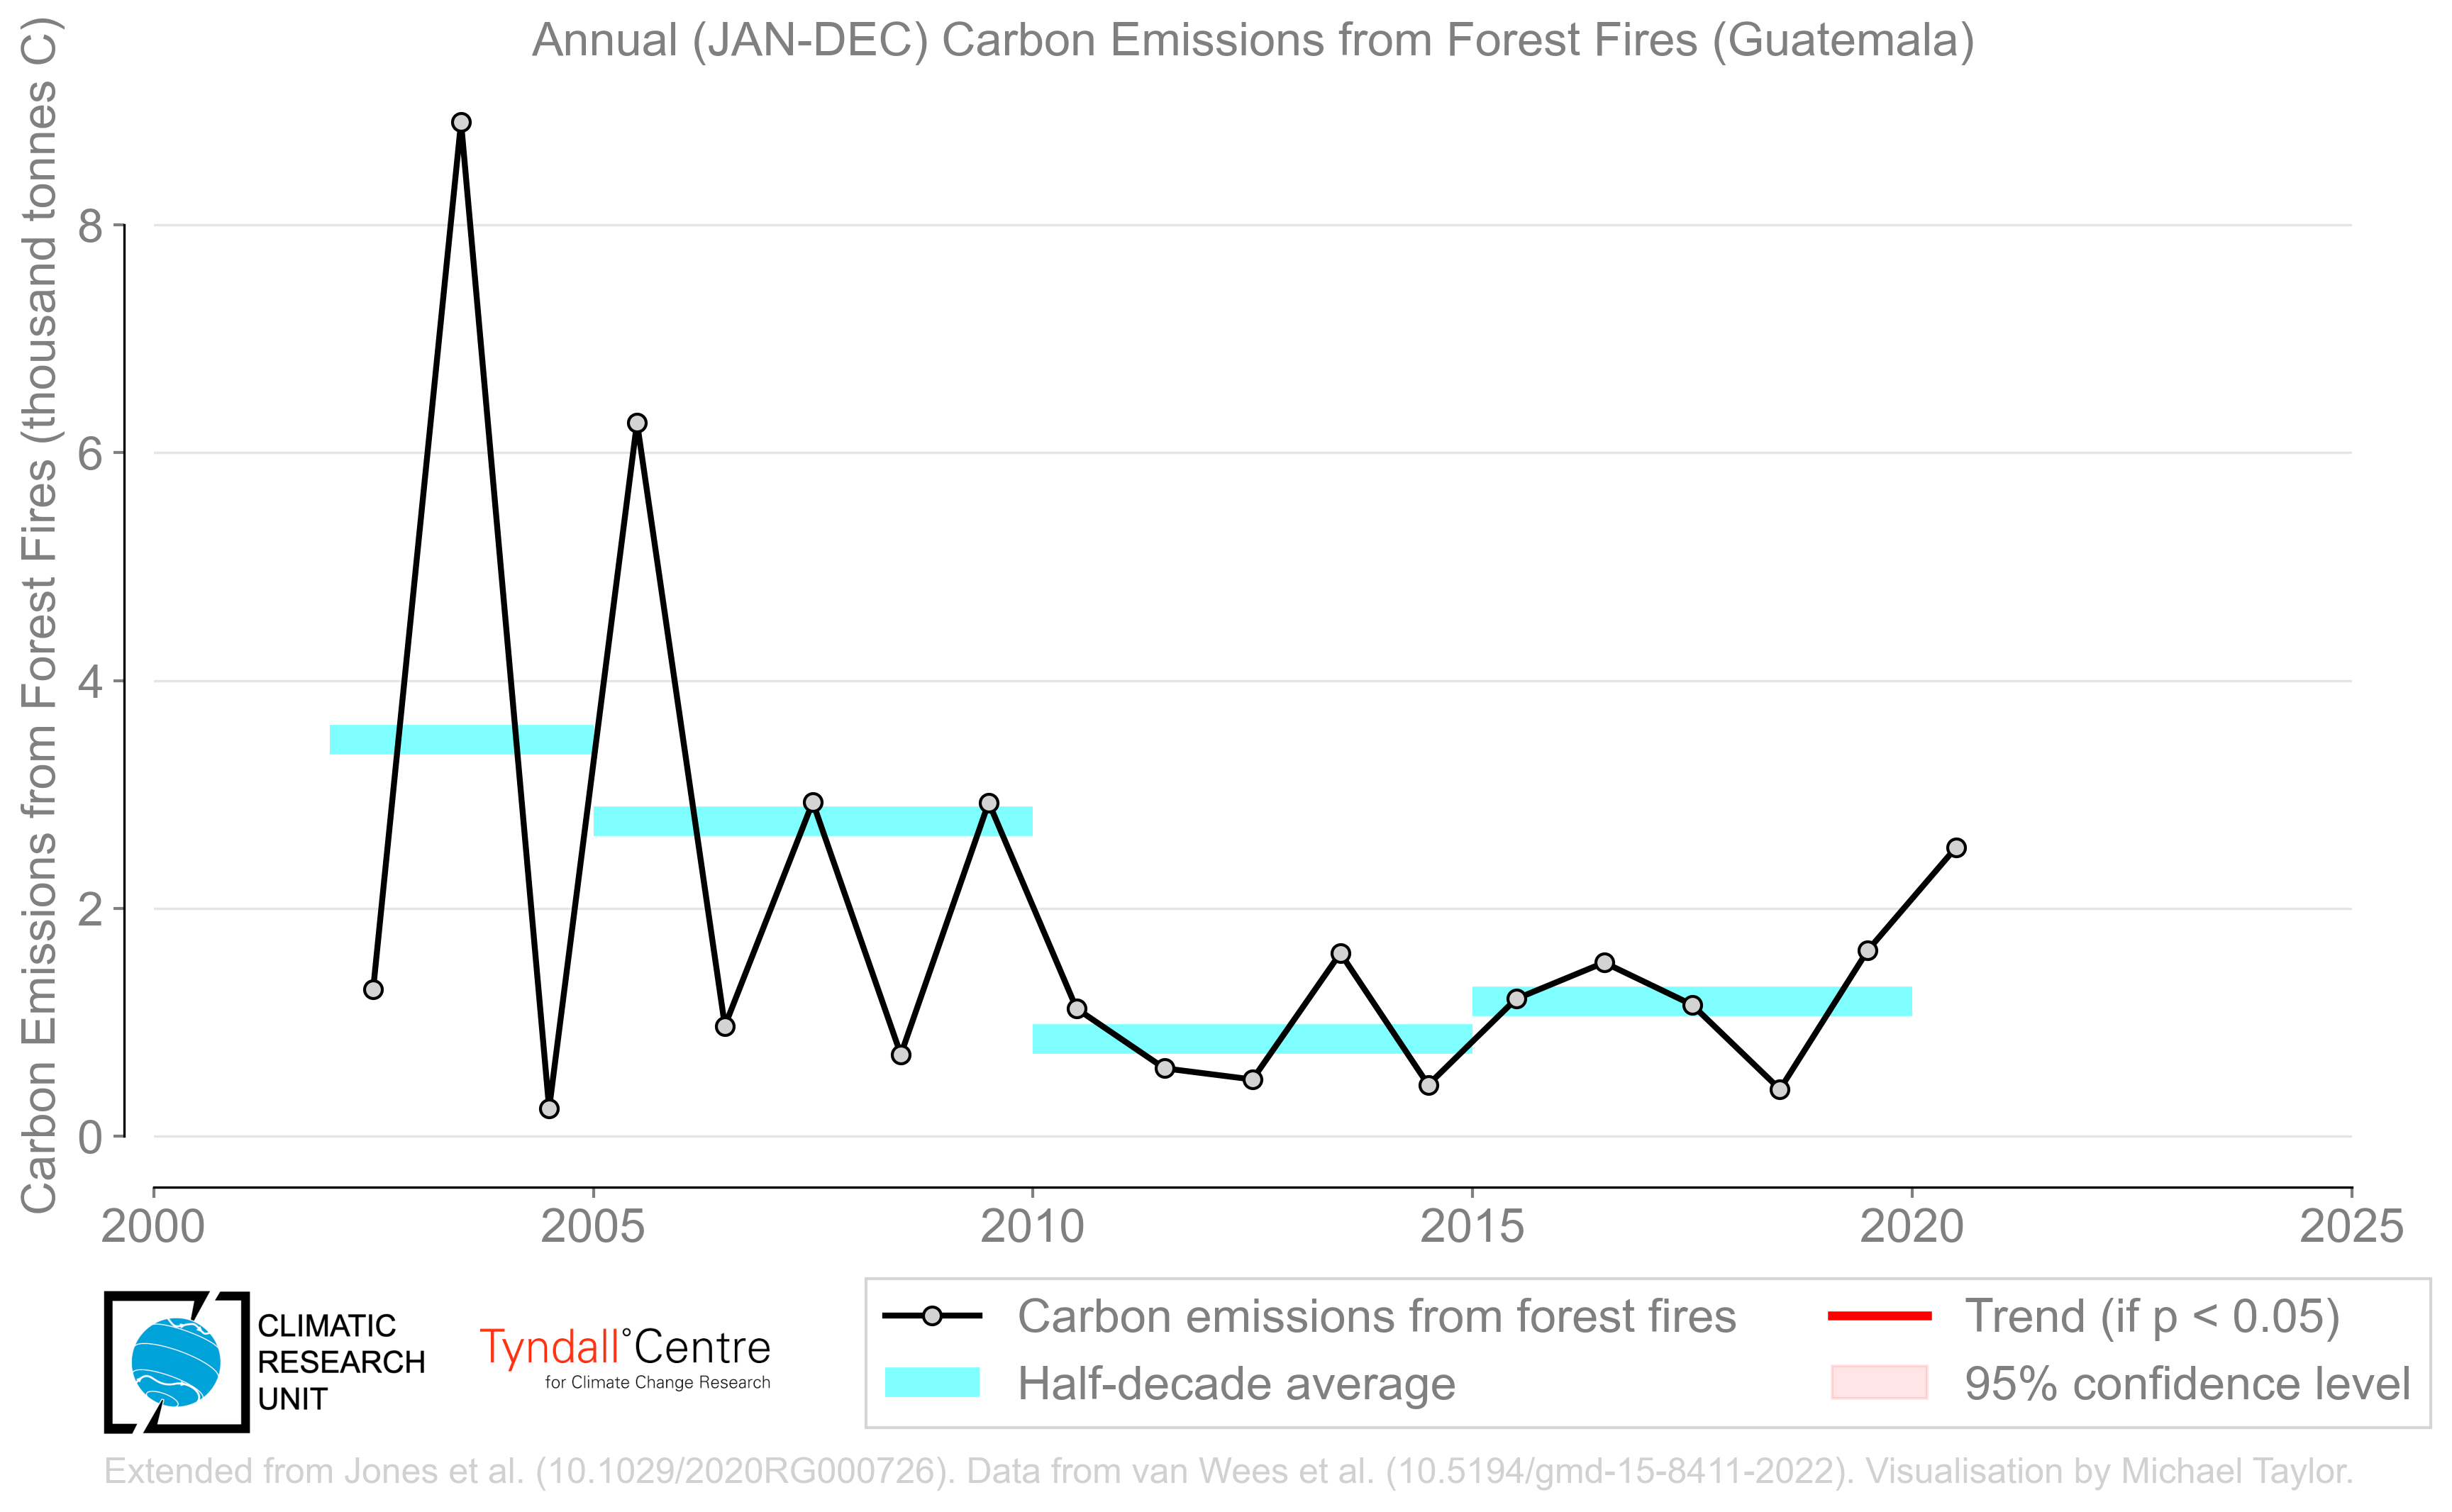 Annual (JAN-DEC) Carbon Emissions from Forest Fires (Guatemala)
Carbon Emissions from Forest Fires (thousand tonnes C)
8
6
4
2
0
2000
2005
2010
2015
2020
2025
CLIMATIC
RESEARCH
UNIT
Tyndall°Centre
for Climate Change Research
Carbon emissions from forest fires
Half-decade average
Trend (if p < 0.05)
95% confidence level
Extended from Jones et al. (10.1029/2020RG000726). Data from van Wees et al. (10.5194/gmd-15-8411-2022). Visualisation by Michael Taylor.